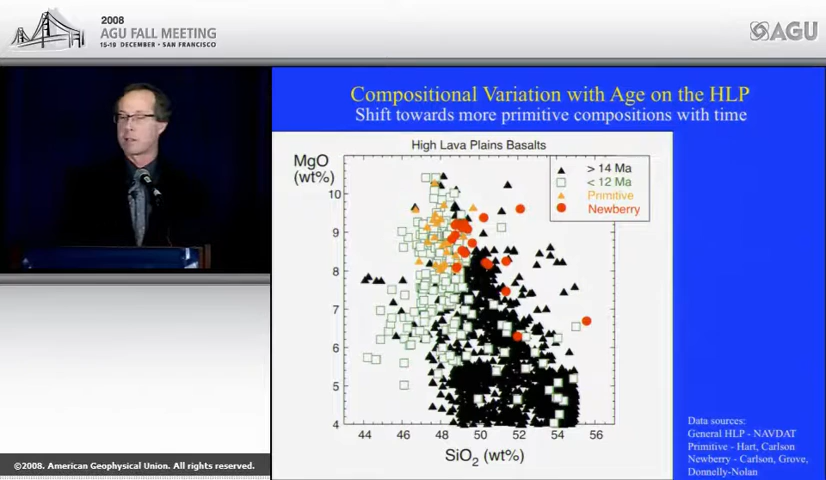 2008
AGU FALL MEETING
15-19 DECEMBER • SAN FRANCISCO
AGU
Compositional Variation with Age on the HLP
Shift towards more primitive compositions with time
High Lava Plains Basalts
MgO
(wt%)
> 14 Ma
< 12 Ma
Primitive
Newberry
10
9
8
7
6
5
4
44 46 48 50 52 54 56
SiO₂ (wt%)
Data sources:
General HLP - NAVDAT
Primitive - Hart, Carlson
Newberry - Carlson, Grove,
Donnelly-Nolan
©2008. American Geophysical Union. All rights reserved.